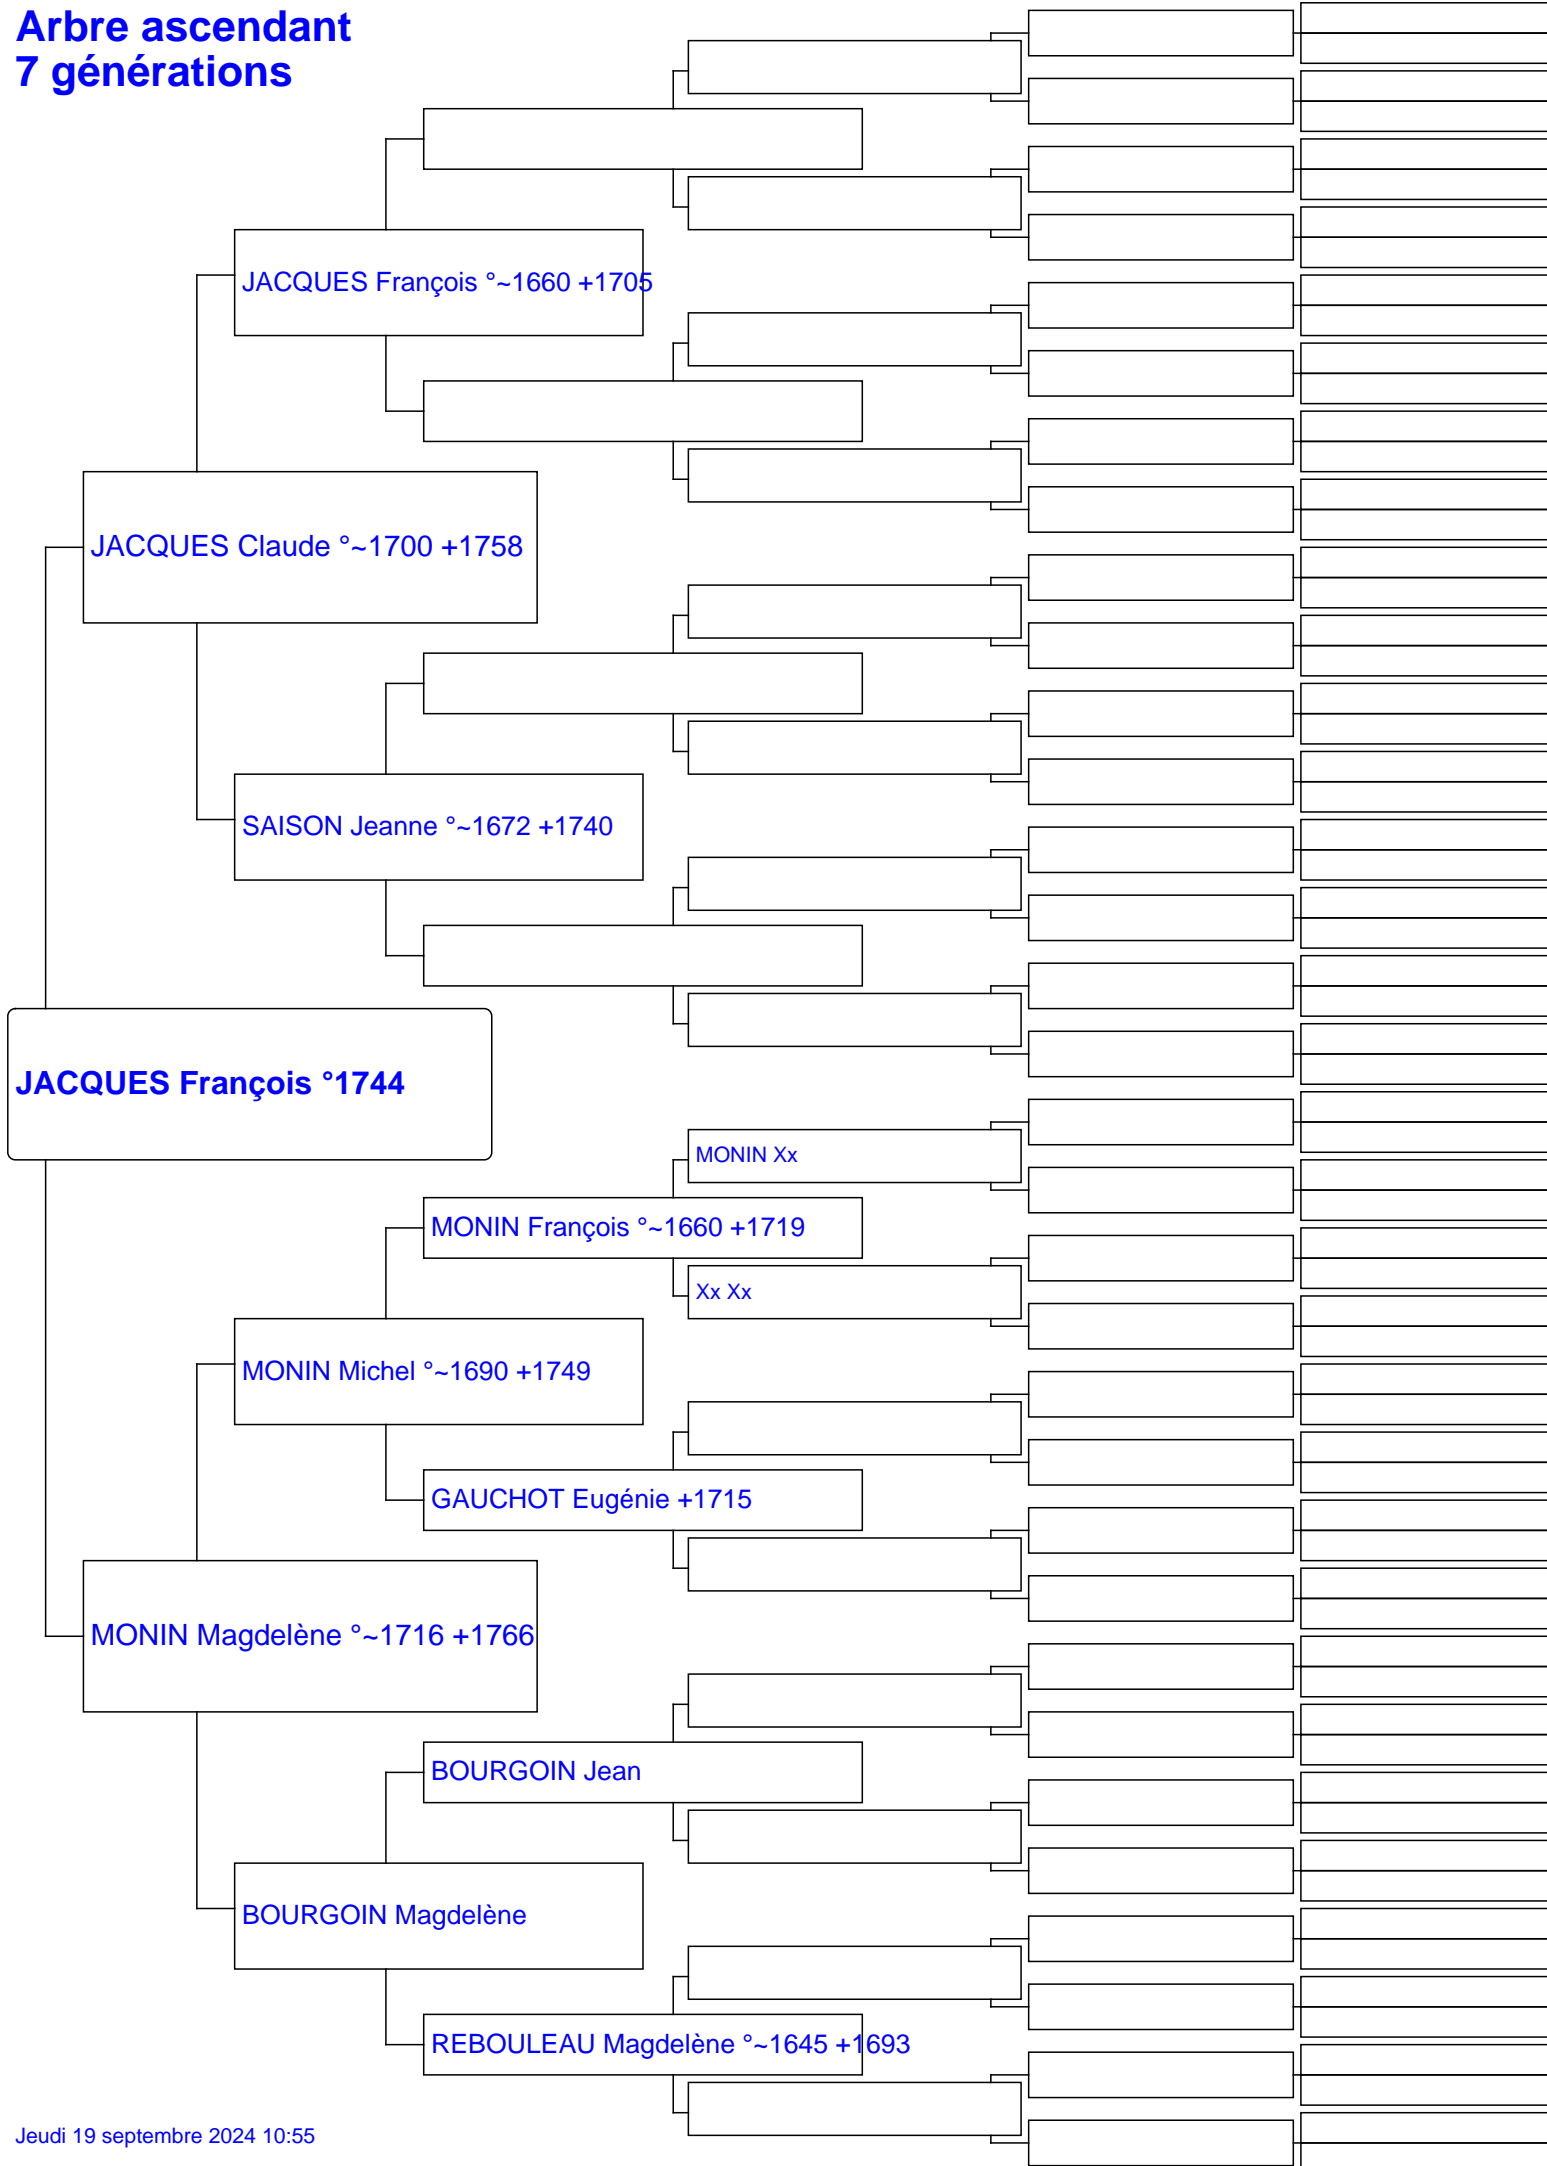 Arbre ascendant
7 générations
JACQUES François °~1660 +1705
JACQUES Claude °~1700 +1758
SAISON Jeanne °~1672 +1740
JACQUES François °1744
MONIN Xx
MONIN François °~1660 +1719
Xx Xx
MONIN Michel °~1690 +1749
GAUCHOT Eugénie +1715
MONIN Magdelène °~1716 +1766
BOURGOIN Jean
BOURGOIN Magdelène
REBOULEAU Magdelène °~1645 +1693
Jeudi 19 septembre 2024 10:55